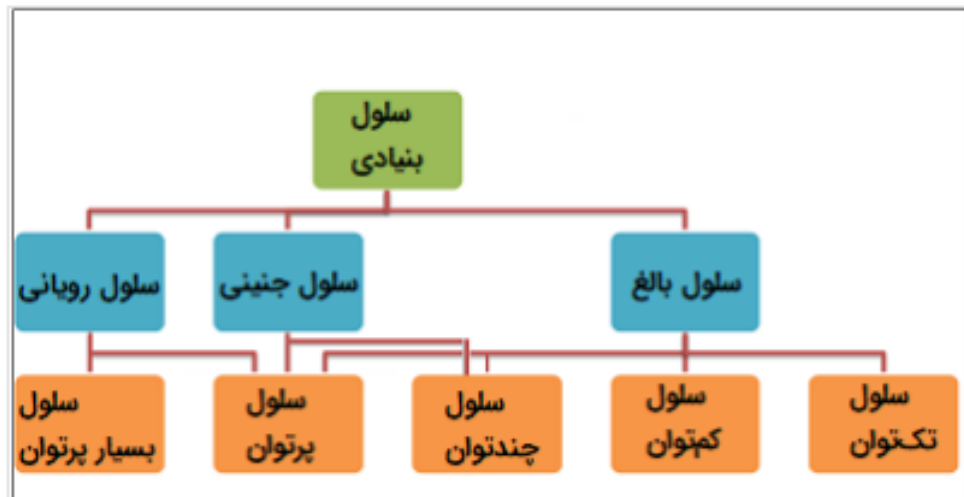 سلول
بنیادی
سلول بالغ
سلول جنینی
سلول رویانی
سلول
تک‌توان
سلول
کم‌توان
سلول
چندتوان
سلول
پرتوان
سلول
بسیار پرتوان